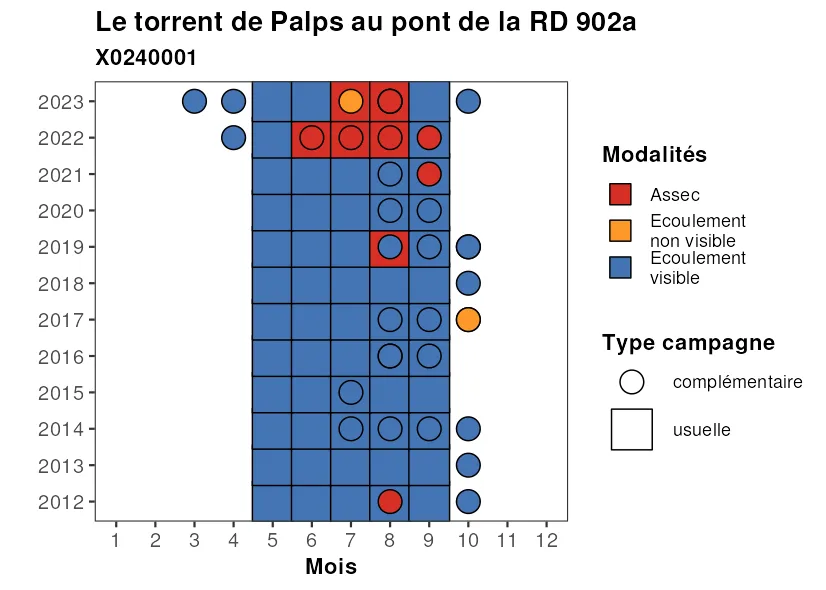 Le torrent de Palps au pont de la RD 902a
X0240001
2023
2022
2021
2020
2019
2018
2017
2016
2015
2014
2013
2012
1 2 3 4 5 6 7 8 9 10 11 12
Mois
Modalités
Assec
Ecoulement
non visible
Ecoulement
visible
Type campagne
complémentaire
usuelle